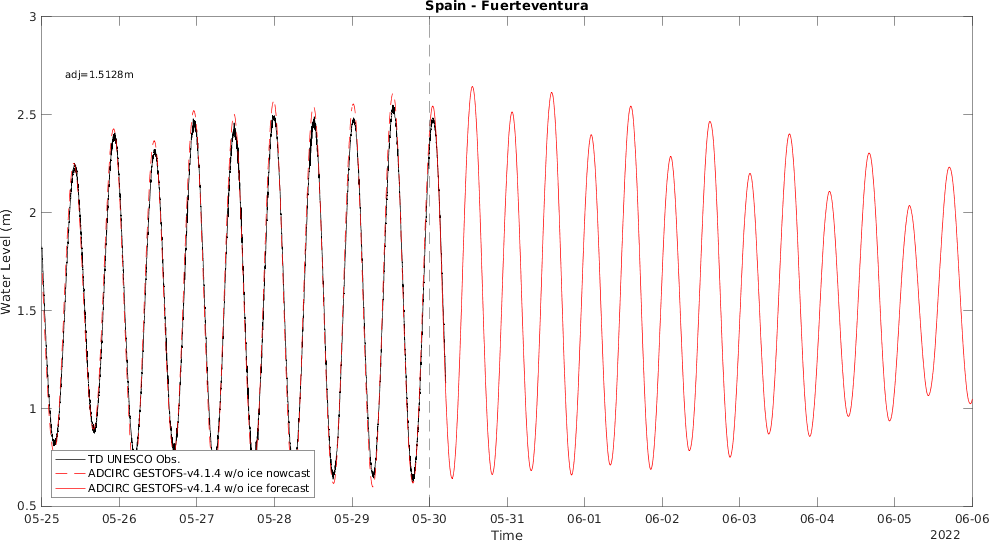 Spain - Fuerteventura
adj=1.5128m
Water Level (m)
3
2.5
2
1.5
1
0.5
TD UNESCO Obs.
ADCIRC GESTOFS-v4.1.4 w/o ice nowcast
ADCIRC GESTOFS-v4.1.4 w/o ice forecast
05-25 05-26 05-27 05-28 05-29 05-30 05-31 06-01 06-02 06-03 06-04 06-05 06-06
Time
2022